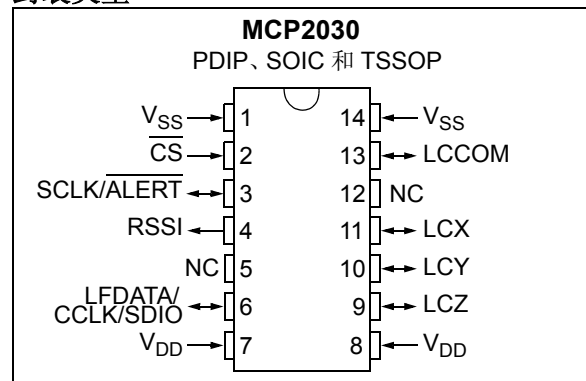 MCP2030
PDIP、SOIC 和 TSSOP
VSS 1 14 VSS
CS 2 13 LCCOM
SCLK/ALERT 3 12 NC
RSSI 4 11 LCX
NC 5 10 LCY
LFDATA/
CCLK/SDIO 6 9 LCZ
VDD 7 8 VDD